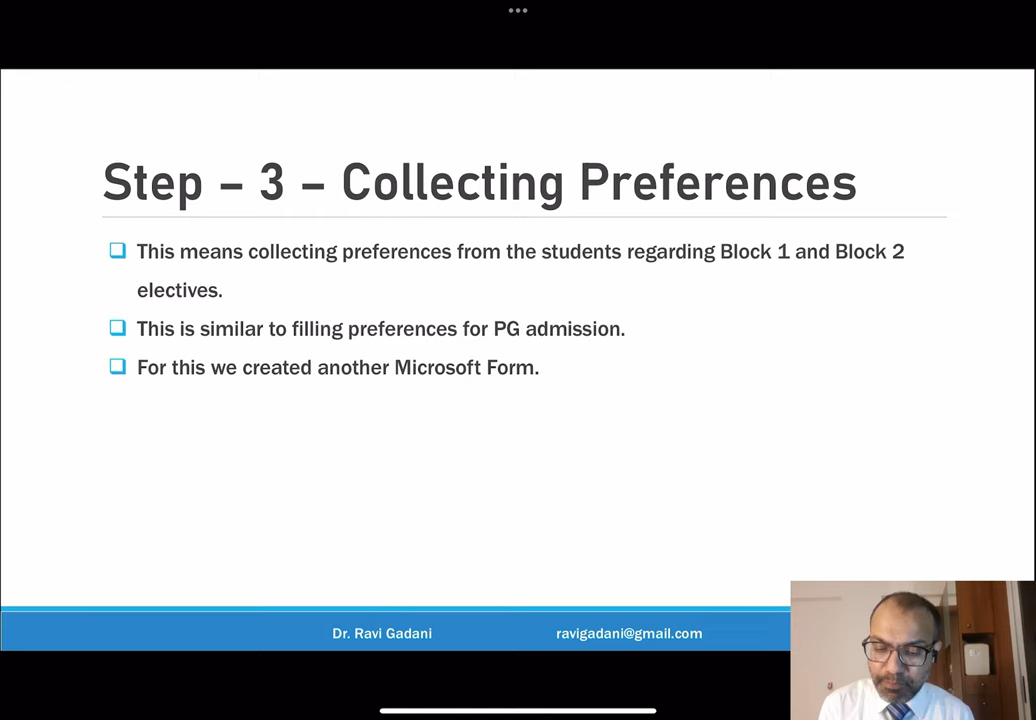 Step – 3 – Collecting Preferences
This means collecting preferences from the students regarding Block 1 and Block 2
electives.
This is similar to filling preferences for PG admission.
For this we created another Microsoft Form.
Dr. Ravi Gadani
ravigadani@gmail.com